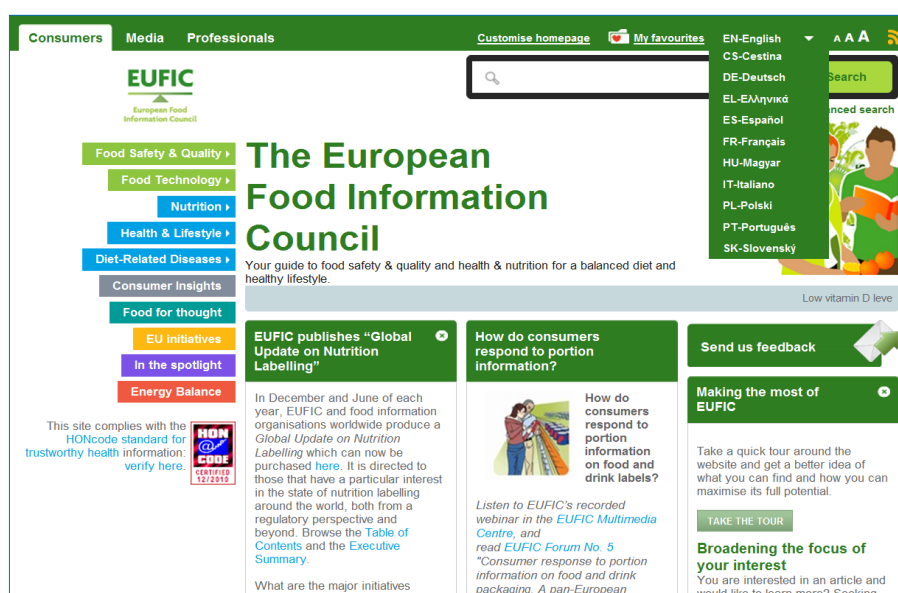 Consumers Media Professionals Customise homepage My favourites EN-English A A A
CS-Cestina
DE-Deutsch
EL-Ελληνικά
ES-Español
FR-Français
HU-Magyar
IT-Italiano
PL-Polski
PT-Português
SK-Slovenský
Search
nced search
EUFIC
European Food
Information Council
Food Safety & Quality
Food Technology
Nutrition
Health & Lifestyle
Diet-Related Diseases
Consumer Insights
Food for thought
EU initiatives
In the spotlight
Energy Balance
This site complies with the
HONcode standard for
trustworthy health information:
verify here.
HON
@
CODE
CERTIFIED
12/2010
The European
Food Information
Council
Your guide to food safety & quality and health & nutrition for a balanced diet and
healthy lifestyle.
Low vitamin D leve
EUFIC publishes “Global
Update on Nutrition
Labelling”
In December and June of each
year, EUFIC and food information
organisations worldwide produce a
Global Update on Nutrition
Labelling which can now be
purchased here. It is directed to
those that have a particular interest
in the state of nutrition labelling
around the world, both from a
regulatory perspective and
beyond. Browse the Table of
Contents and the Executive
Summary.
What are the major initiatives
How do consumers
respond to portion
information?
How do
consumers
respond to
portion
information
on food and
drink labels?
Listen to EUFIC's recorded
webinar in the EUFIC Multimedia
Centre, and
read EUFIC Forum No. 5
"Consumer response to portion
information on food and drink
packaging. A pan-European
Send us feedback
Making the most of
EUFIC
Take a quick tour around the
website and get a better idea of
what you can find and how you can
maximise its full potential.
TAKE THE TOUR
Broadening the focus of
your interest
You are interested in an article and
would like to learn more? Seeking